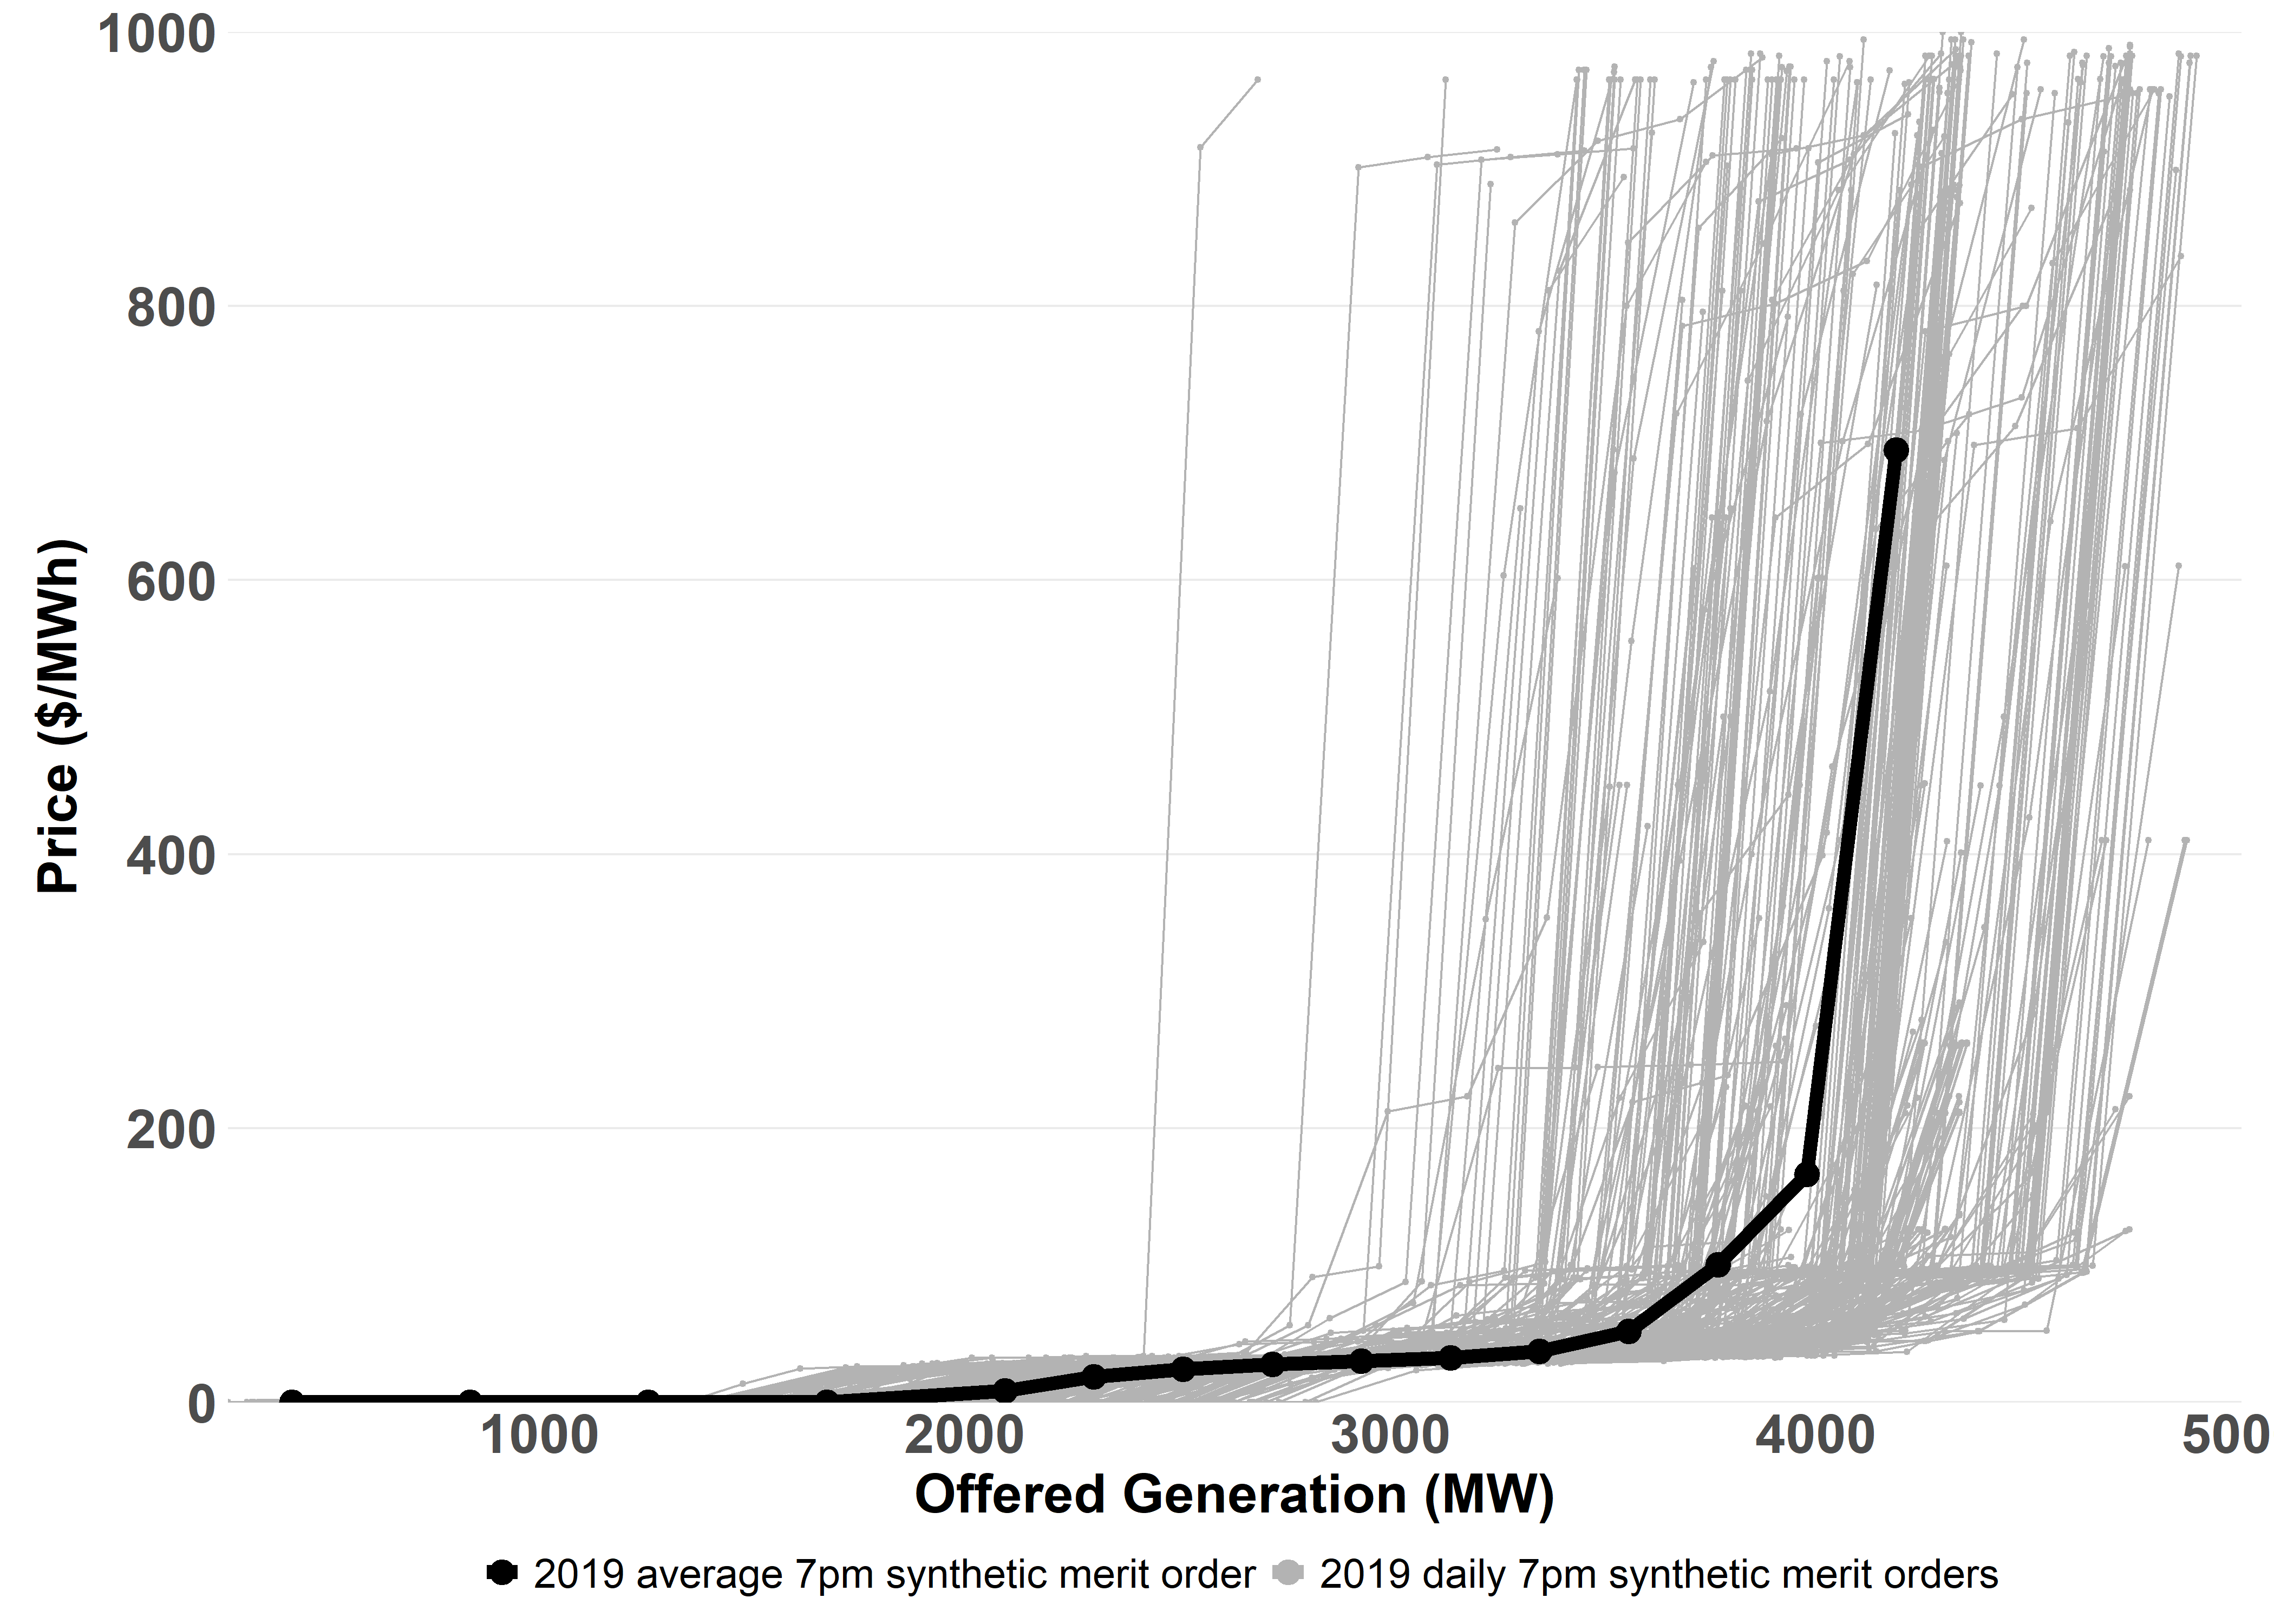 1000
800
600
400
200
0
Price ($/MWh)
1000 2000 3000 4000 500
Offered Generation (MW)
2019 average 7pm synthetic merit order 2019 daily 7pm synthetic merit orders